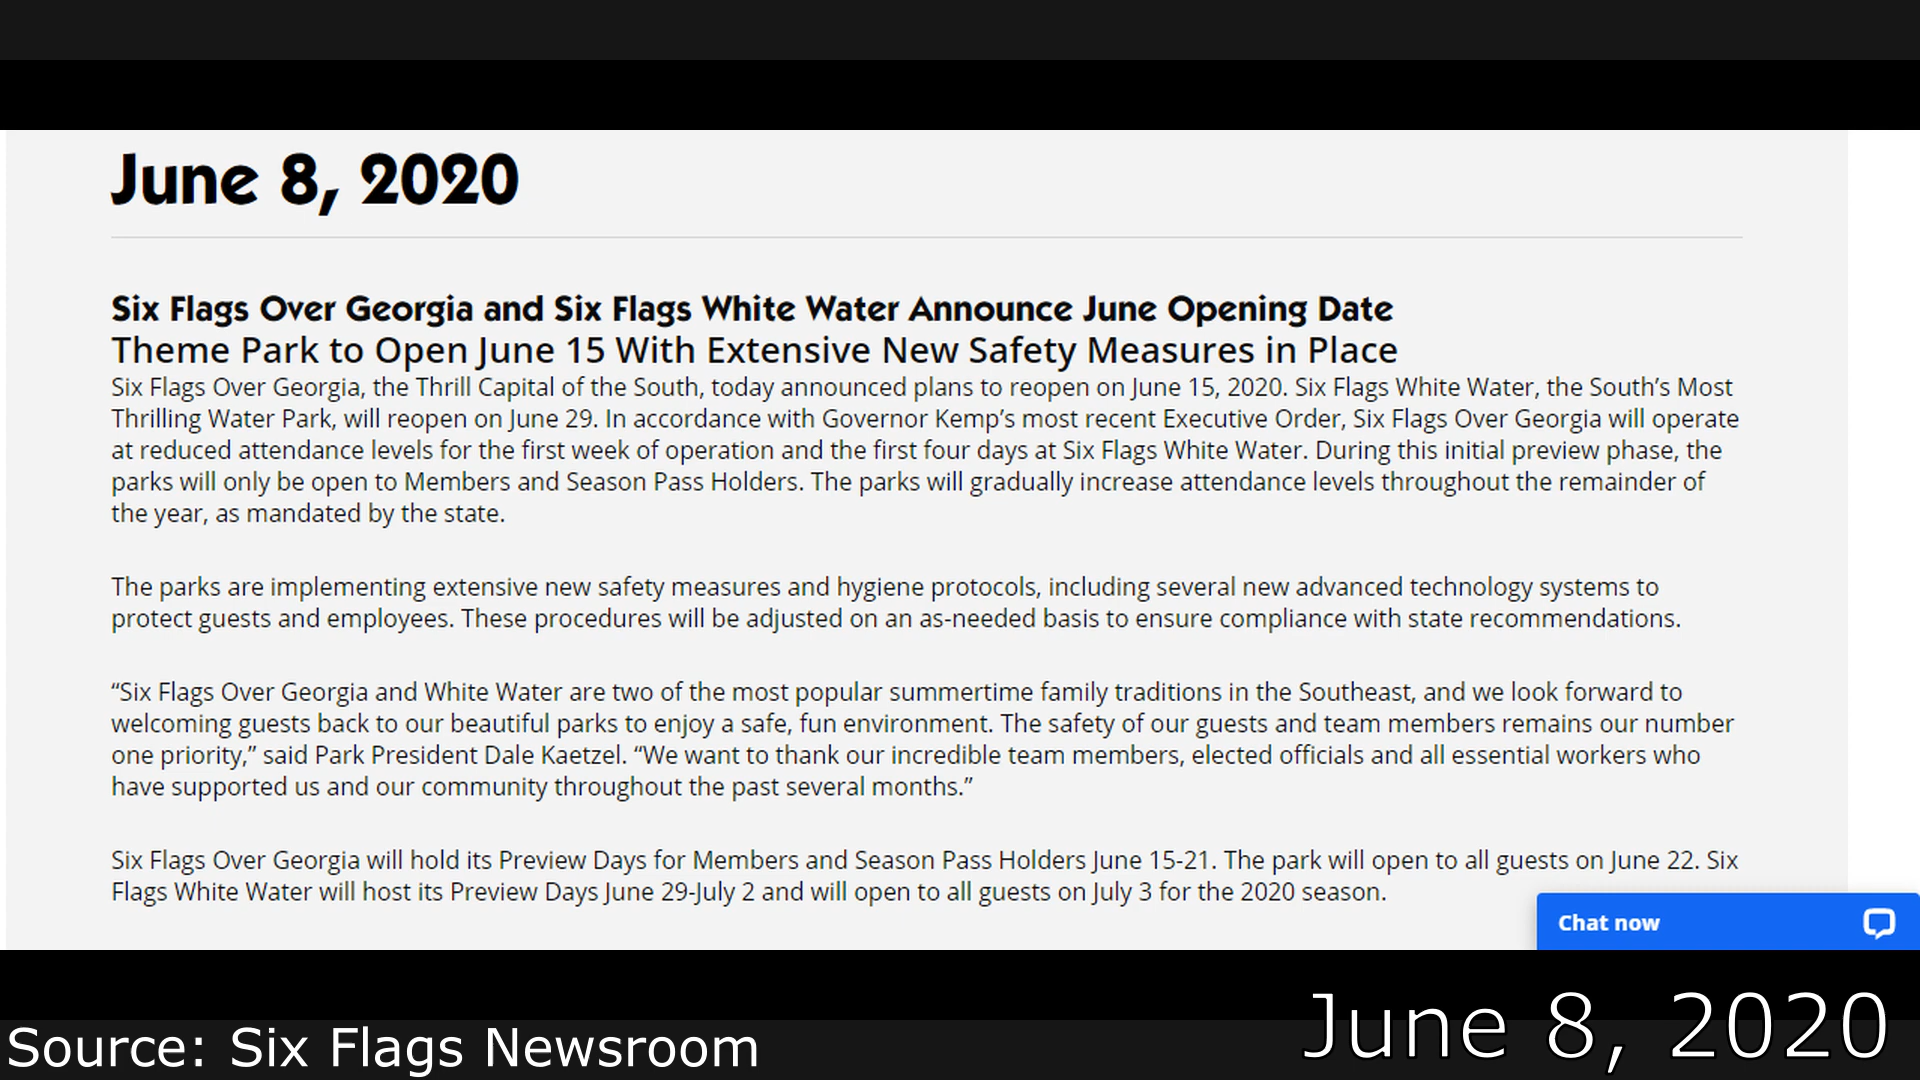 June 8, 2020
Six Flags Over Georgia and Six Flags White Water Announce June Opening Date
Theme Park to Open June 15 With Extensive New Safety Measures in Place
Six Flags Over Georgia, the Thrill Capital of the South, today announced plans to reopen on June 15, 2020. Six Flags White Water, the South’s Most
Thrilling Water Park, will reopen on June 29. In accordance with Governor Kemp’s most recent Executive Order, Six Flags Over Georgia will operate
at reduced attendance levels for the first week of operation and the first four days at Six Flags White Water. During this initial preview phase, the
parks will only be open to Members and Season Pass Holders. The parks will gradually increase attendance levels throughout the remainder of
the year, as mandated by the state.
The parks are implementing extensive new safety measures and hygiene protocols, including several new advanced technology systems to
protect guests and employees. These procedures will be adjusted on an as-needed basis to ensure compliance with state recommendations.
“Six Flags Over Georgia and White Water are two of the most popular summertime family traditions in the Southeast, and we look forward to
welcoming guests back to our beautiful parks to enjoy a safe, fun environment. The safety of our guests and team members remains our number
one priority,” said Park President Dale Kaetzel. “We want to thank our incredible team members, elected officials and all essential workers who
have supported us and our community throughout the past several months.”
Six Flags Over Georgia will hold its Preview Days for Members and Season Pass Holders June 15-21. The park will open to all guests on June 22. Six
Flags White Water will host its Preview Days June 29-July 2 and will open to all guests on July 3 for the 2020 season.
Chat now
Source: Six Flags Newsroom
June 8, 2020